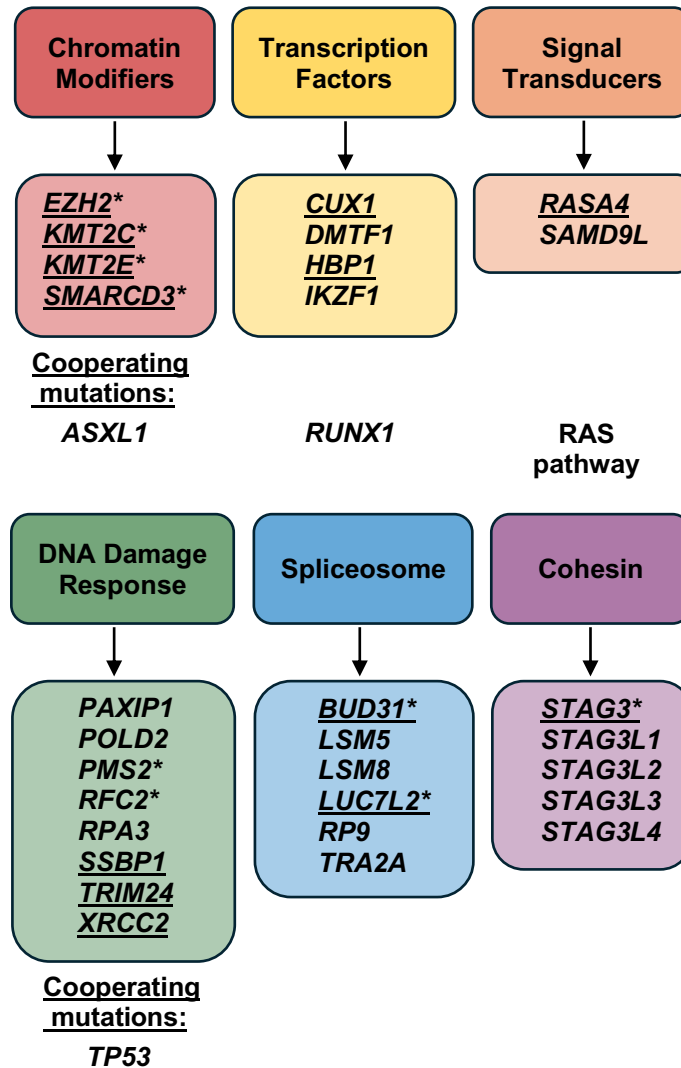 Chromatin
Modifiers
Transcription
Factors
Signal
Transducers
EZH2*
KMT2C*
KMT2E*
SMARCD3*
CUX1
DMTF1
HBP1
IKZF1
RASA4
SAMD9L
Cooperating
mutations:
ASXL1
RUNX1
RAS
pathway
DNA Damage
Response
Spliceosome
Cohesin
PAXIP1
POLD2
PMS2*
RFC2*
RPA3
SSBP1
TRIM24
XRCC2
BUD31*
LSM5
LSM8
LUC7L2*
RP9
TRA2A
STAG3*
STAG3L1
STAG3L2
STAG3L3
STAG3L4
Cooperating
mutations:
TP53